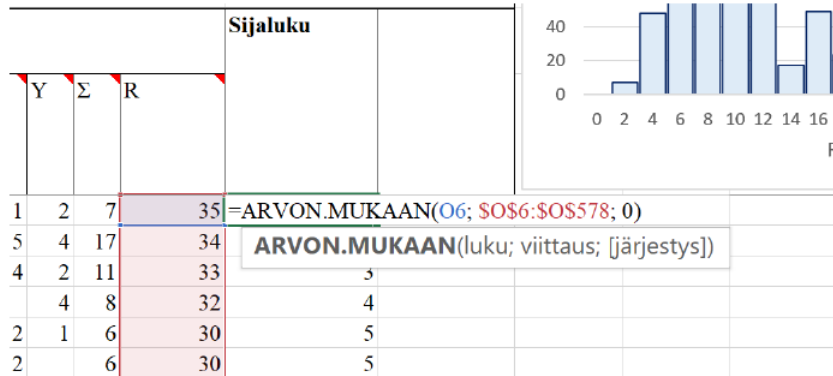 Sijaluku
40
20
0
0 2 4 6 8 10 12 14 16
Y Σ R
1 2 7 35 =ARVON.MUKAAN(O6; $O$6:$O$578; 0)
5 4 17 34
ARVON.MUKAAN(luku; viittaus; [järjestys])
4 2 11 33 3
4 8 32 4
2 1 6 30 5
2 6 30 5